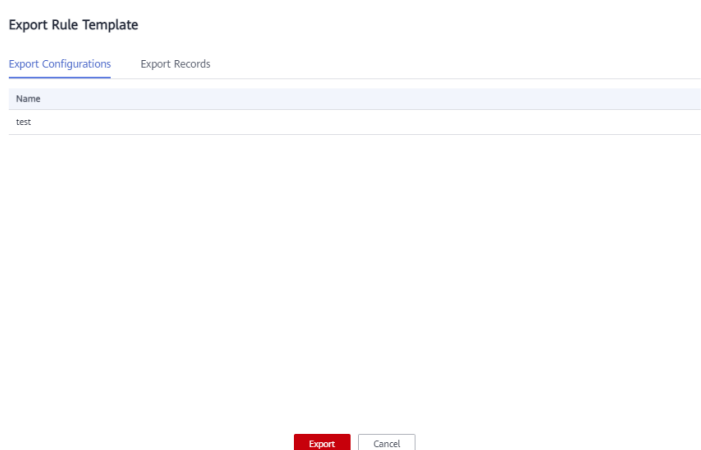 Export Rule Template
Export Configurations Export Records
Name
test
Export Cancel